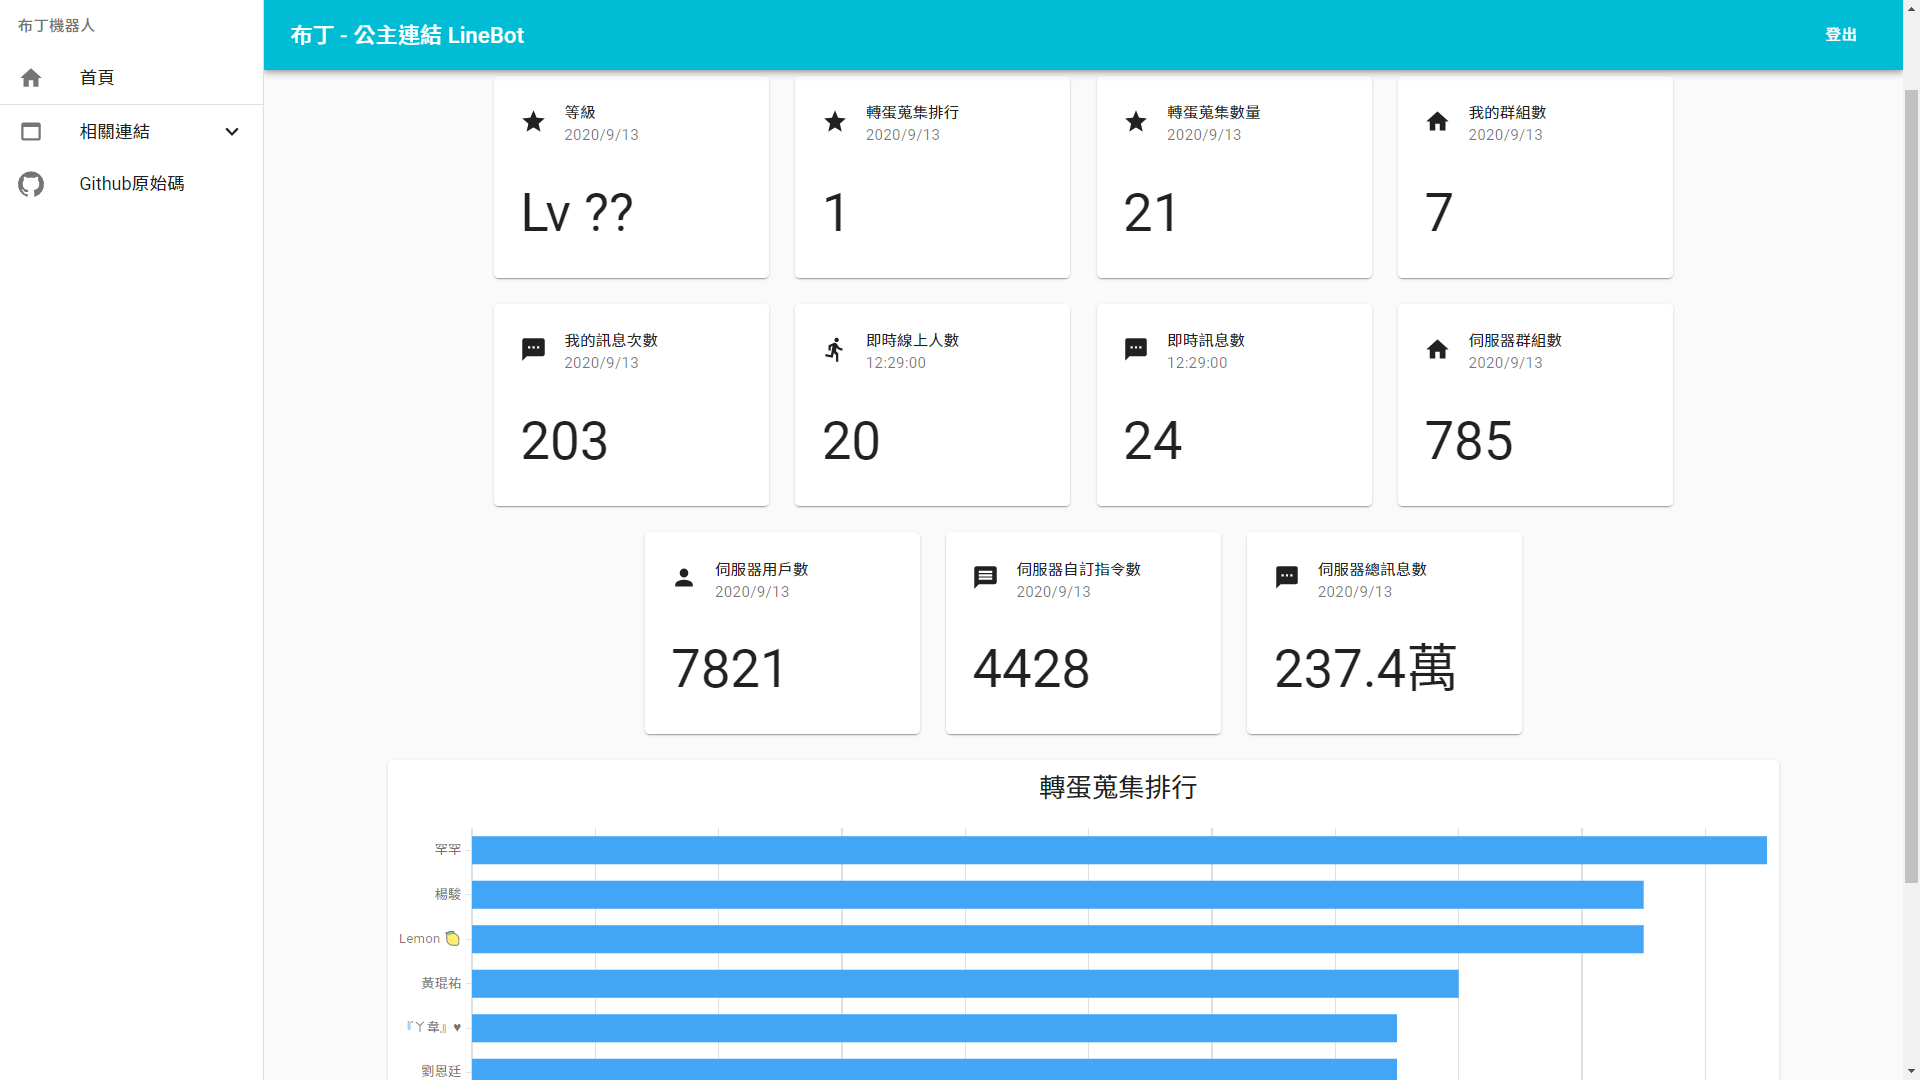 布丁機器人
首頁
相關連結
Github原始碼
布丁 - 公主連結 LineBot
登出
等級
2020/9/13
Lv ??
轉蛋蒐集排行
2020/9/13
1
轉蛋蒐集數量
2020/9/13
21
我的群組數
2020/9/13
7
我的訊息次數
2020/9/13
203
即時線上人數
12:29:00
20
即時訊息數
12:29:00
24
伺服器群組數
2020/9/13
785
伺服器用戶數
2020/9/13
7821
伺服器自訂指令數
2020/9/13
4428
伺服器總訊息數
2020/9/13
237.4萬
轉蛋蒐集排行
罕罕
楊駿
Lemon 🍋
黃琨祐
『丫韋』♥
劉恩廷